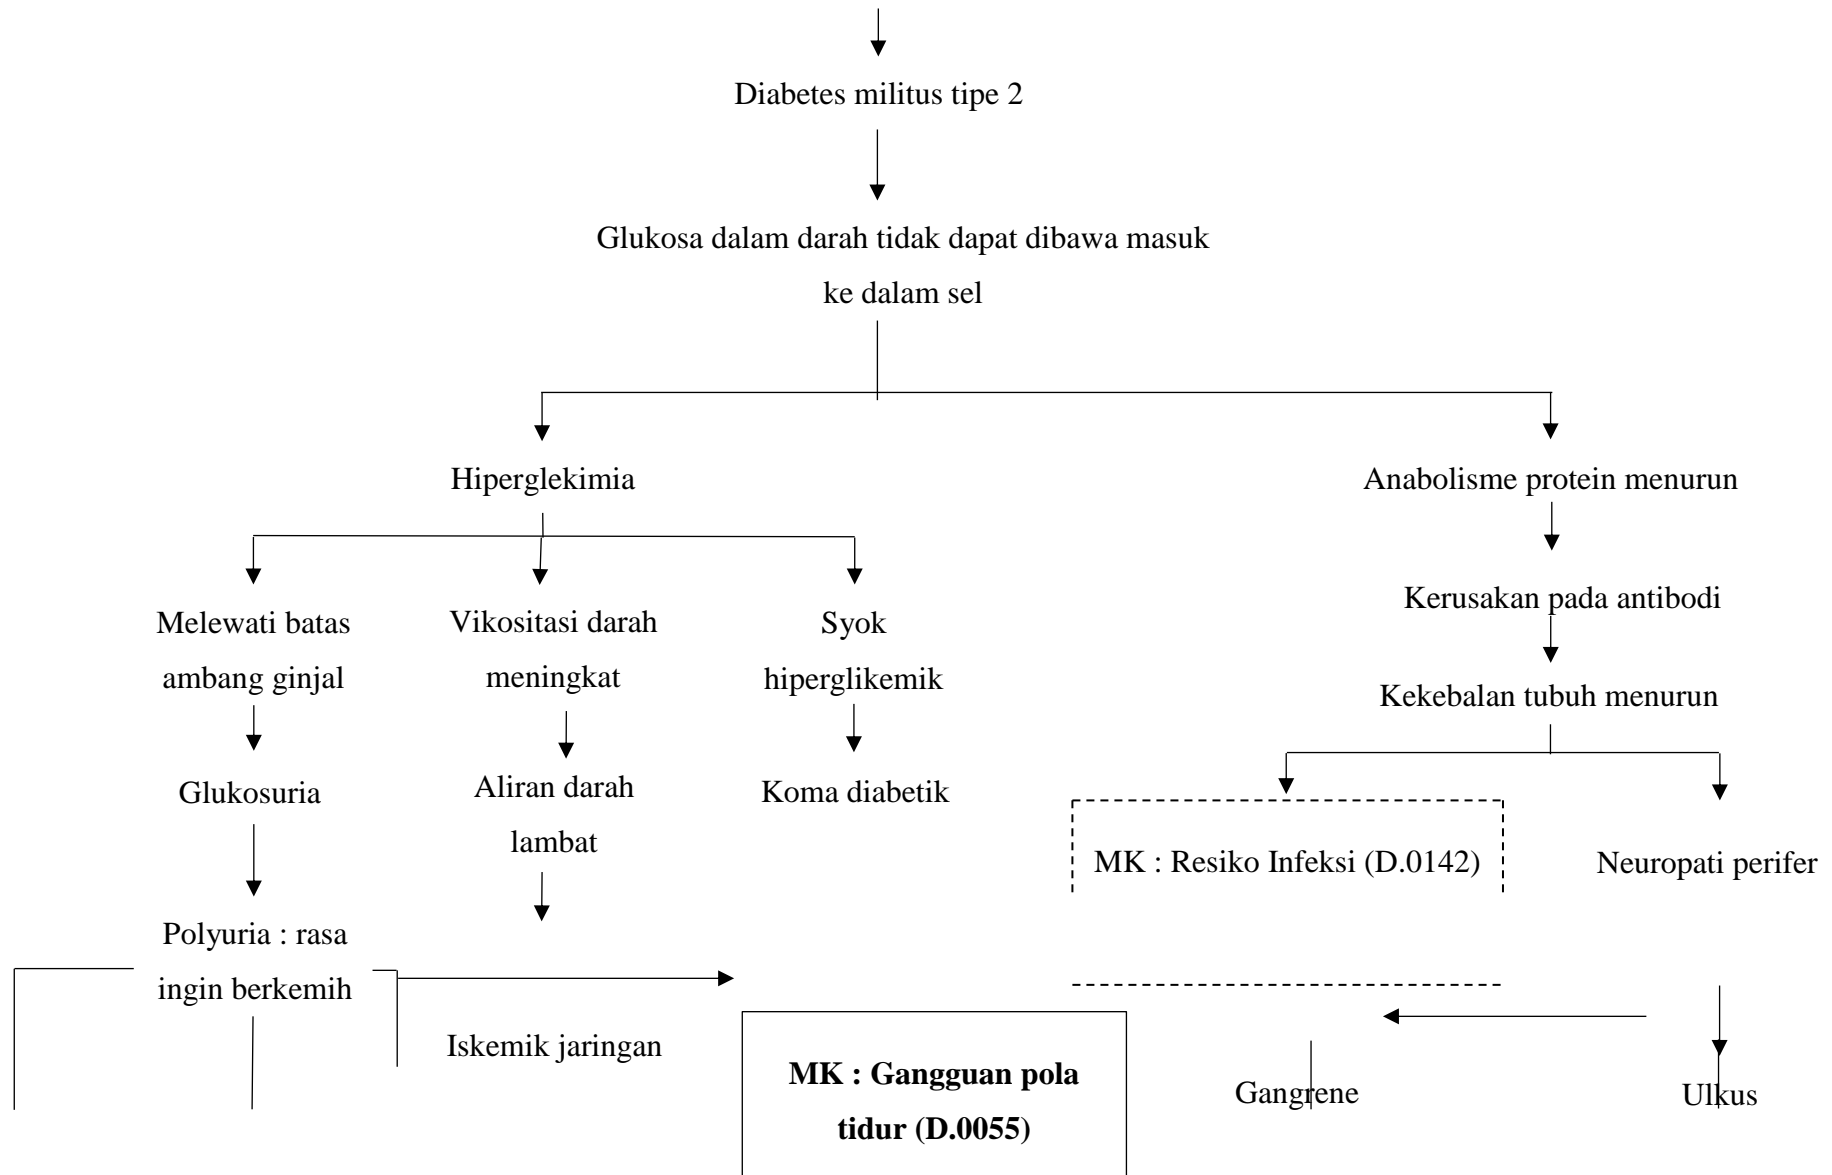 Diabetes militus tipe 2
Glukosa dalam darah tidak dapat dibawa masuk
ke dalam sel
Hiperglekimia
Anabolisme protein menurun
Melewati batas
ambang ginjal
Vikositasi darah
meningkat
Syok
hiperglikemik
Kerusakan pada antibodi
Kekebalan tubuh menurun
Glukosuria
Aliran darah
lambat
Koma diabetik
MK : Resiko Infeksi (D.0142)
Neuropati perifer
Polyuria : rasa
ingin berkemih
Iskemik jaringan
MK : Gangguan pola
tidur (D.0055)
Gangrene
Ulkus